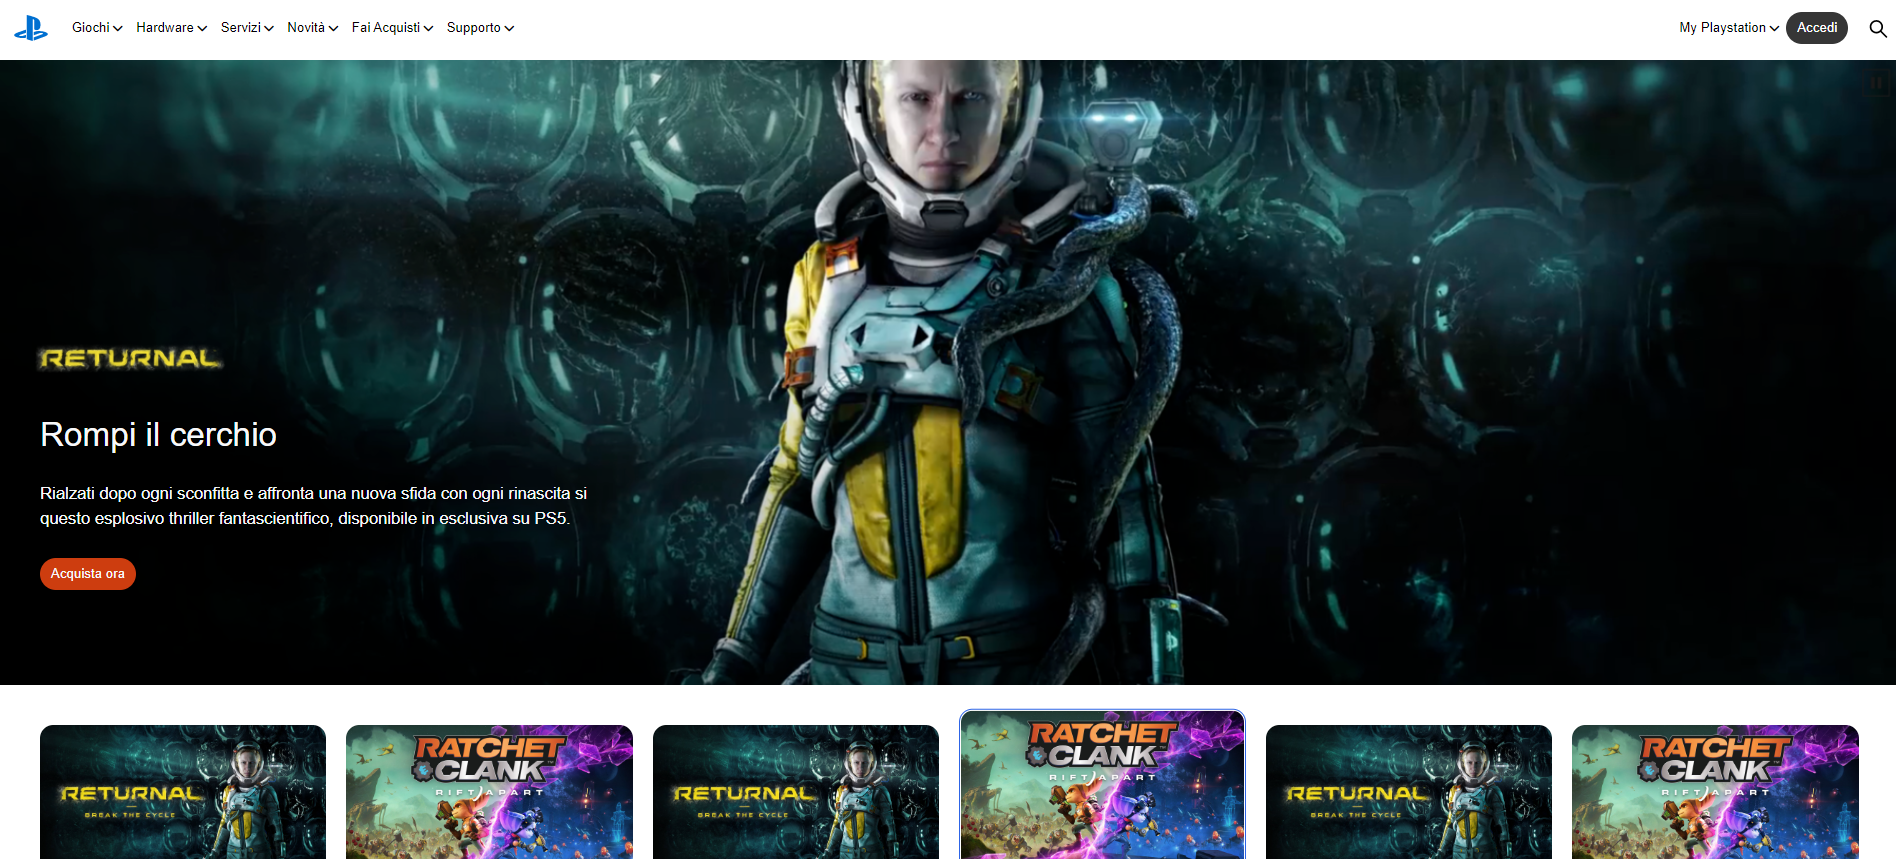 Giochi Hardware Servizi Novità Fai Acquisti Supporto My Playstation Accedi
RETURNAL
Rompi il cerchio
Rialzati dopo ogni sconfitta e affronta una nuova sfida con ogni rinascita si
questo esplosivo thriller fantascientifico, disponibile in esclusiva su PS5.
Acquista ora
RETURNAL
BREAK THE CYCLE
RATCHET
CLANK
RIFT APART
RETURNAL
BREAK THE CYCLE
RATCHET
CLANK
RIFT APART
RETURNAL
BREAK THE CYCLE
RATCHET
CLANK
RIFT APART